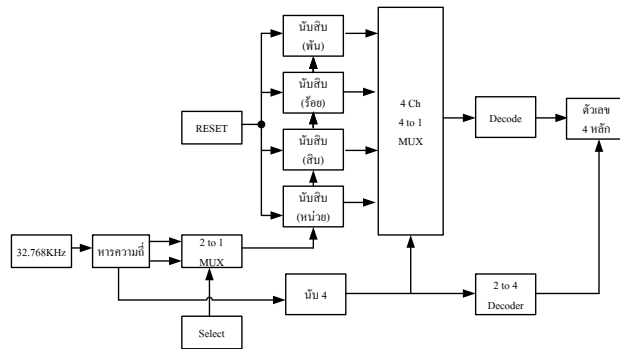 นับสิบ
(พัน)
นับสิบ
(ร้อย)
RESET
นับสิบ
(สิบ)
นับสิบ
(หน่วย)
4 Ch
4 to 1
MUX
Decode
ตัวเลข
4 หลัก
32.768KHz
หารความถี่
2 to 1
MUX
นับ 4
2 to 4
Decoder
Select